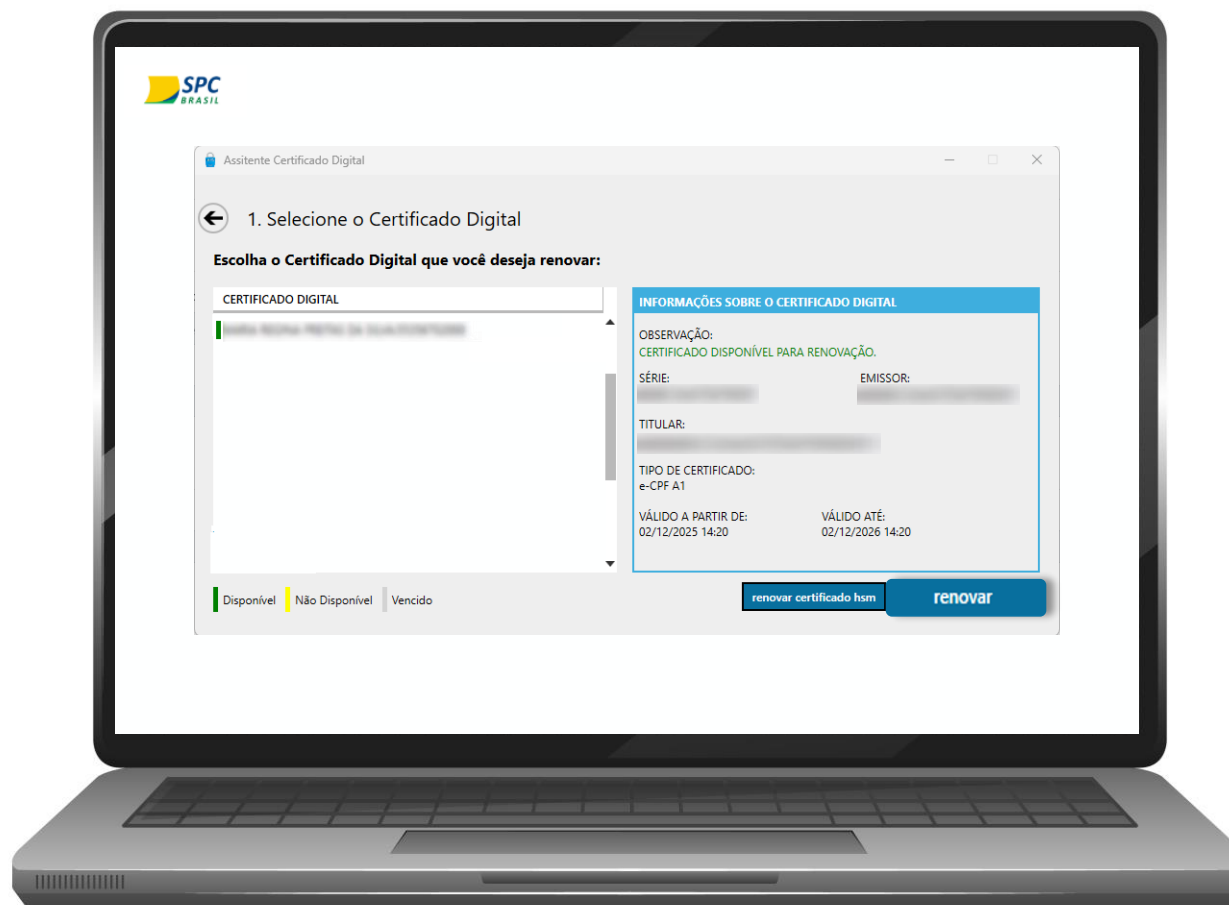 SPC
BRASIL
Assitente Certificado Digital
1. Selecione o Certificado Digital
Escolha o Certificado Digital que você deseja renovar:
CERTIFICADO DIGITAL
INFORMAÇÕES SOBRE O CERTIFICADO DIGITAL
OBSERVAÇÃO:
CERTIFICADO DISPONÍVEL PARA RENOVAÇÃO.
SÉRIE: EMISSOR:
TITULAR:
TIPO DE CERTIFICADO:
e-CPF A1
VÁLIDO A PARTIR DE: VÁLIDO ATÉ:
02/12/2025 14:20 02/12/2026 14:20
Disponível Não Disponível Vencido
renovar certificado hsm renovar